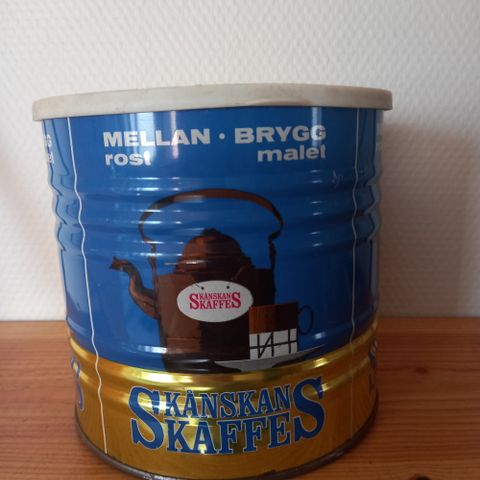 MELLAN · BRYGG
rost malet
SKÅNSKAN
SKAFFES
SKÅNSKAN
SKAFFES